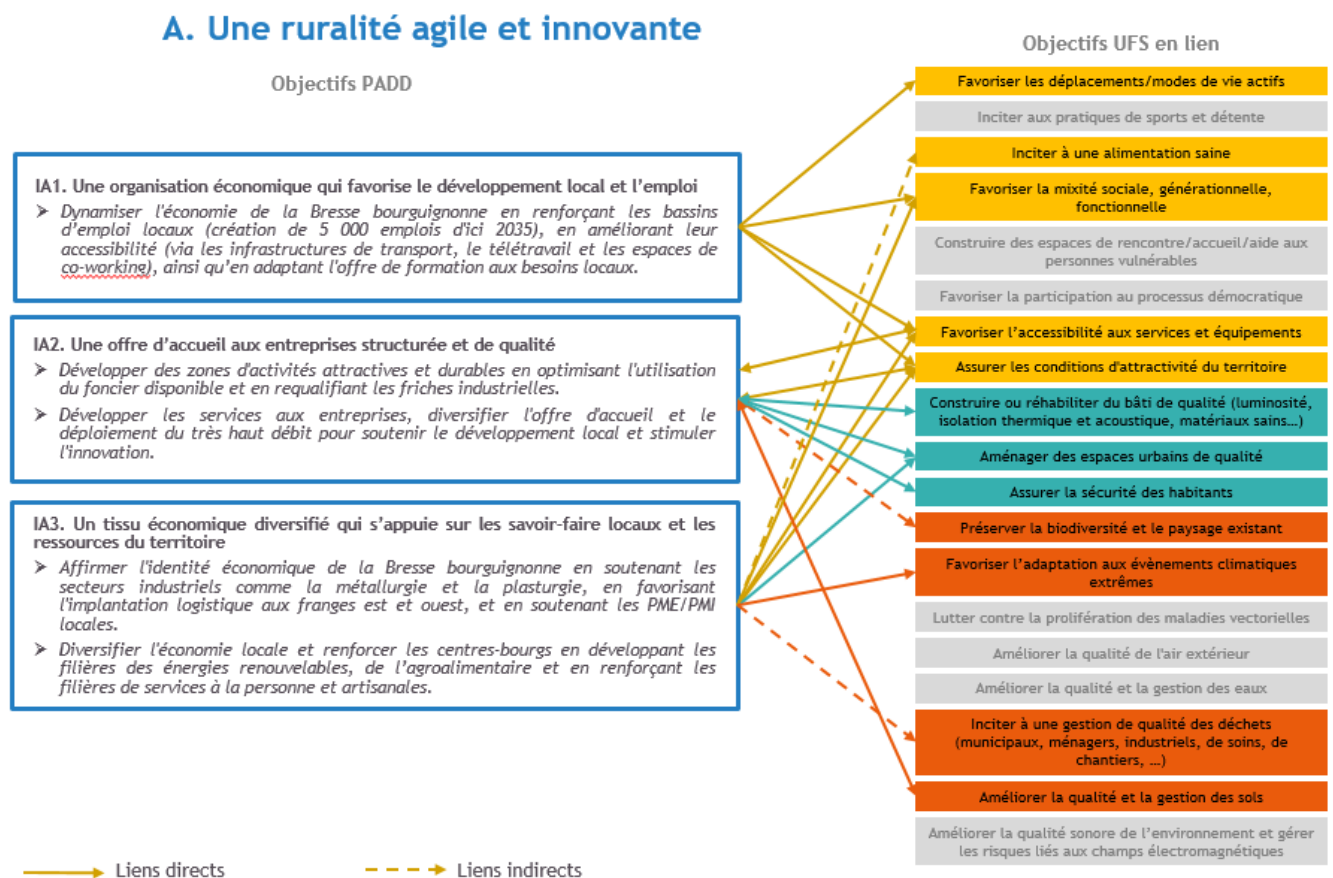 A. Une ruralité agile et innovante
Objectifs PADD
IA1. Une organisation économique qui favorise le développement local et l'emploi
➢ Dynamiser l'économie de la Bresse bourguignonne en renforçant les bassins
d'emploi locaux (création de 5 000 emplois d'ici 2035), en améliorant leur
accessibilité (via les infrastructures de transport, le télétravail et les espaces de
co-working), ainsi qu'en adaptant l'offre de formation aux besoins locaux.
IA2. Une offre d'accueil aux entreprises structurée et de qualité
➢ Développer des zones d'activités attractives et durables en optimisant l'utilisation
du foncier disponible et en requalifiant les friches industrielles.
➢ Développer les services aux entreprises, diversifier l'offre d'accueil et le
déploiement du très haut débit pour soutenir le développement local et stimuler
l'innovation.
IA3. Un tissu économique diversifié qui s'appuie sur les savoir-faire locaux et les
ressources du territoire
➢ Affirmer l'identité économique de la Bresse bourguignonne en soutenant les
secteurs industriels comme la métallurgie et la plasturgie, en favorisant
l'implantation logistique aux franges est et ouest, et en soutenant les PME/PMI
locales.
➢ Diversifier l'économie locale et renforcer les centres-bourgs en développant les
filières des énergies renouvelables, de l'agroalimentaire et en renforçant les
filières de services à la personne et artisanales.
Objectifs UFS en lien
Favoriser les déplacements/modes de vie actifs
Inciter aux pratiques de sports et détente
Inciter à une alimentation saine
Favoriser la mixité sociale, générationnelle,
fonctionnelle
Construire des espaces de rencontre/accueil/aide aux
personnes vulnérables
Favoriser la participation au processus démocratique
Favoriser l'accessibilité aux services et équipements
Assurer les conditions d'attractivité du territoire
Construire ou réhabiliter du bâti de qualité (luminosité,
isolation thermique et acoustique, matériaux sains…)
Aménager des espaces urbains de qualité
Assurer la sécurité des habitants
Préserver la biodiversité et le paysage existant
Favoriser l'adaptation aux évènements climatiques
extrêmes
Lutter contre la prolifération des maladies vectorielles
Améliorer la qualité de l'air extérieur
Améliorer la qualité et la gestion des eaux
Inciter à une gestion de qualité des déchets
(municipaux, ménagers, industriels, de soins, de
chantiers, …)
Améliorer la qualité et la gestion des sols
Améliorer la qualité sonore de l'environnement et gérer
les risques liés aux champs électromagnétiques
Liens directs
Liens indirects